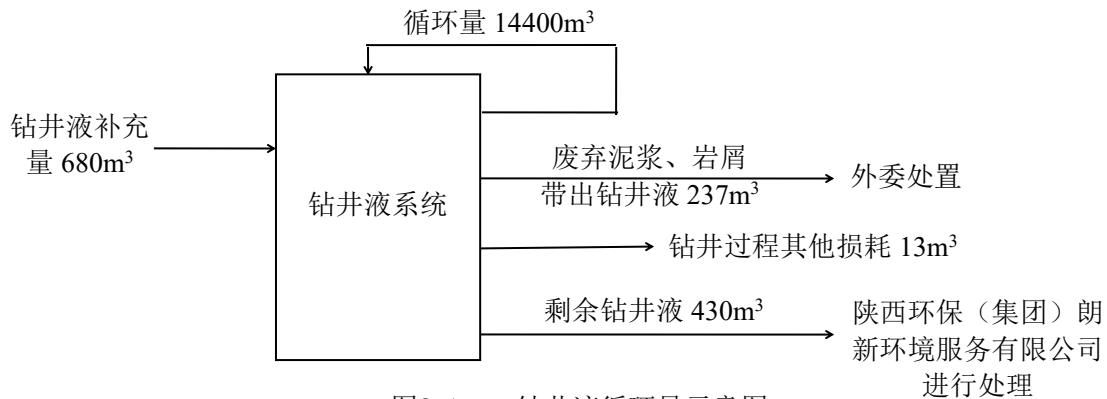 循环量 14400m³
钻井液补充
量 680m³
钻井液系统
废弃泥浆、岩屑
带出钻井液 237m³
外委处置
钻井过程其他损耗 13m³
剩余钻井液 430m³
陕西环保（集团）朗
新环境服务有限公司
进行处理